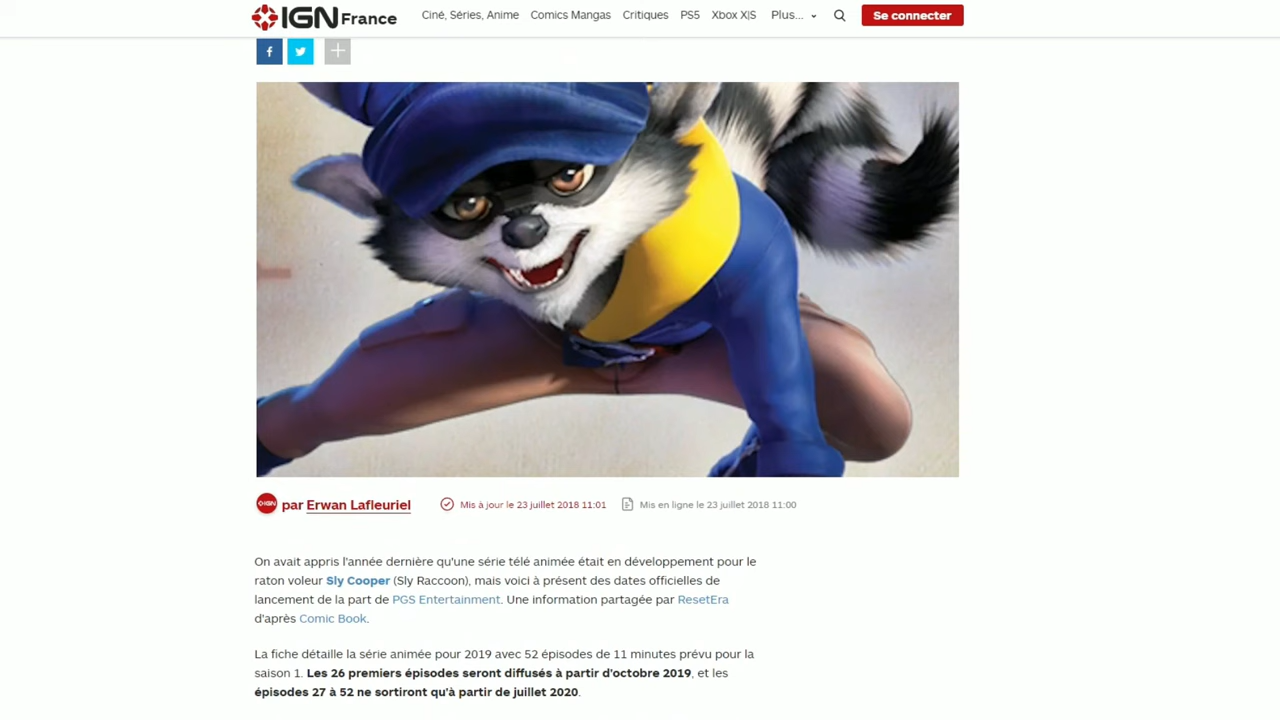 IGN France
Ciné, Séries, Anime Comics Mangas Critiques PS5 Xbox X|S Plus... Se connecter
par Erwan Lafleuriel Mis à jour le 23 juillet 2018 11:01 Mis en ligne le 23 juillet 2018 11:00
On avait appris l'année dernière qu'une série télé animée était en développement pour le
raton voleur Sly Cooper (Sly Raccoon), mais voici à présent des dates officielles de
lancement de la part de PGS Entertainment. Une information partagée par ResetEra
d'après Comic Book.
La fiche détaille la série animée pour 2019 avec 52 épisodes de 11 minutes prévu pour la
saison 1. Les 26 premiers épisodes seront diffusés à partir d'octobre 2019, et les
épisodes 27 à 52 ne sortiront qu'à partir de juillet 2020.